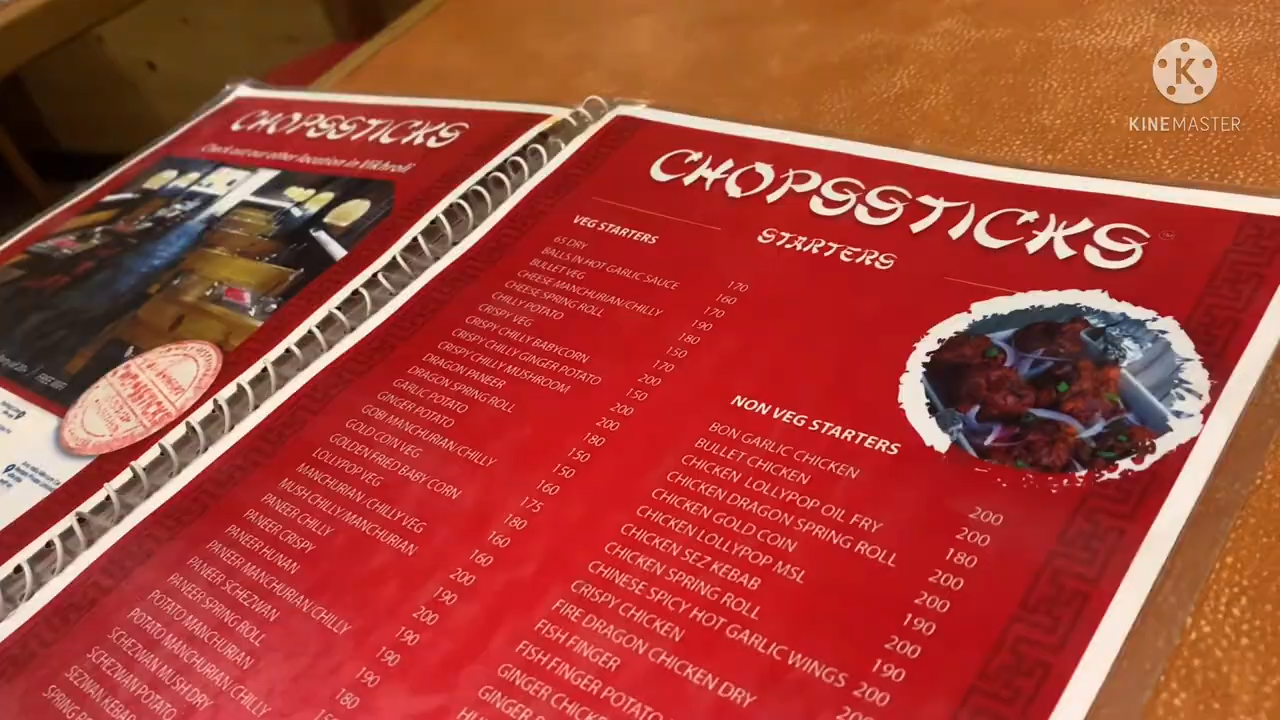 CHOPSSTICKS
Check out our other location in Vikhroli
FREE WIFI
CHOPSSTICKS
STARTERS
VEG STARTERS
65 DRY 170
BALLS IN HOT GARLIC SAUCE 160
BULLET VEG 170
CHEESE MANCHURIAN/CHILLY 190
CHEESE SPRING ROLL 180
CHILLY POTATO 150
CRISPY VEG 170
CRISPY CHILLY BABYCORN 200
CRISPY CHILLY GINGER POTATO 150
CRISPY CHILLY MUSHROOM 200
DRAGON PANEER 200
DRAGON SPRING ROLL 180
GARLIC POTATO 150
GINGER POTATO 150
GOBI MANCHURIAN/CHILLY 160
GOLD COIN VEG 175
GOLDEN FRIED BABY CORN 180
LOLLYPOP VEG 160
MANCHURIAN / CHILLY VEG 160
MUSH CHILLY/MANCHURIAN 200
PANEER CHILLY 190
PANEER CRISPY 200
PANEER HUNAN 190
PANEER MANCHURIAN/CHILLY 190
PANEER SCHEZWAN 190
PANEER SPRING ROLL 180
POTATO MANCHURIAN
POTATO MANCHURIAN/CHILLY
SCHEZMAN MUSH DRY
SCHEZWAN POTATO
SEZWAN KEBAB
SPRING
NON VEG STARTERS
BON GARLIC CHICKEN 200
BULLET CHICKEN 200
CHICKEN LOLLYPOP OIL FRY 180
CHICKEN DRAGON SPRING ROLL 200
CHICKEN GOLD COIN 200
CHICKEN LOLLYPOP MSL 190
CHICKEN SEZ KEBAB 200
CHICKEN SPRING ROLL 190
CHINESE SPICY HOT GARLIC WINGS 200
CRISPY CHICKEN
FIRE DRAGON CHICKEN DRY
FISH FINGER
FISH FINGER POTATO
GINGER CHICKEN
GINGER
KINEMASTER